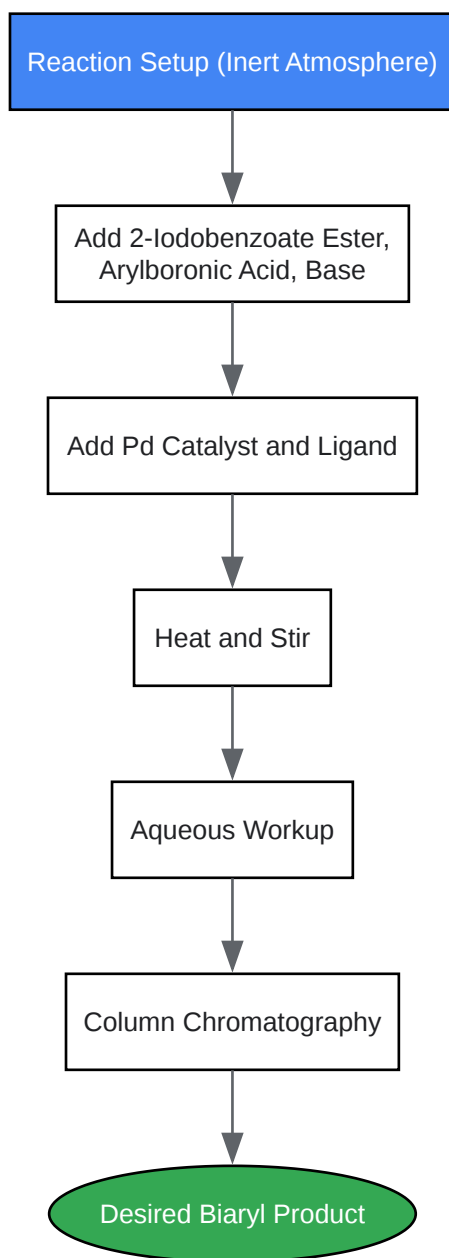 Reaction Setup (Inert Atmosphere)
Add 2-Iodobenzoate Ester,
Arylboronic Acid, Base
Add Pd Catalyst and Ligand
Heat and Stir
Aqueous Workup
Column Chromatography
Desired Biaryl Product